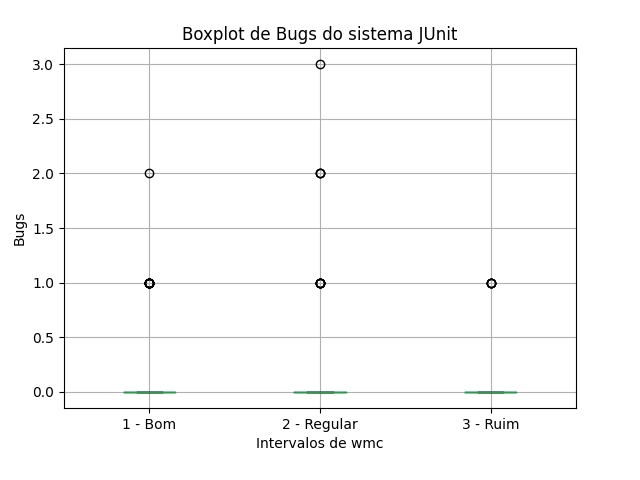 Boxplot de Bugs do sistema JUnit
3.0
2.5
2.0
1.5
1.0
0.5
0.0
Bugs
1 - Bom
2 - Regular
3 - Ruim
Intervalos de wmc